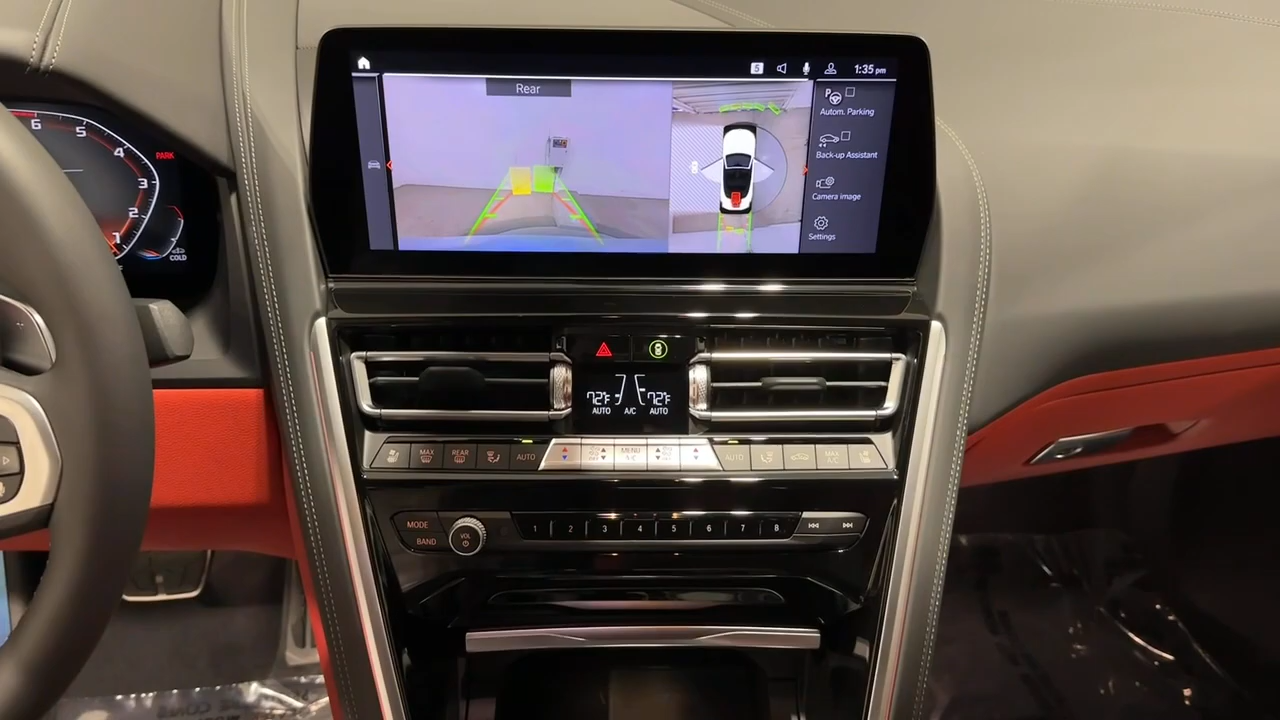 5
1:35 pm
Rear
P
Autom. Parking
Back-up Assistant
Camera image
Settings
6
5
4
3
2
1
PARK
COLD
72°F
72°F
AUTO
A/C
AUTO
MAX
REAR
AUTO
MENU
A/C
AUTO
MAX
A/C
MODE
BAND
VOL
1
2
3
4
5
6
7
8